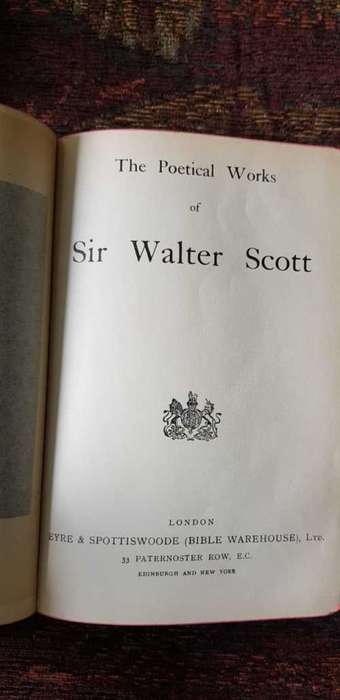 The Poetical Works
of
Sir Walter Scott
LONDON
EYRE & SPOTTISWOODE (BIBLE WAREHOUSE), LTD.
33 PATERNOSTER ROW, E.C.
EDINBURGH AND NEW YORK